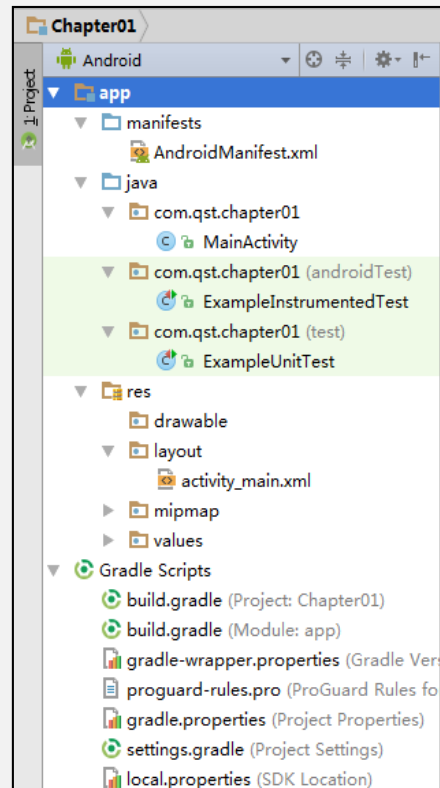 Chapter01
Android
1: Project
app
manifests
AndroidManifest.xml
java
com.qst.chapter01
MainActivity
com.qst.chapter01 (androidTest)
ExampleInstrumentedTest
com.qst.chapter01 (test)
ExampleUnitTest
res
drawable
layout
activity_main.xml
mipmap
values
Gradle Scripts
build.gradle (Project: Chapter01)
build.gradle (Module: app)
gradle-wrapper.properties (Gradle Vers
proguard-rules.pro (ProGuard Rules fo
gradle.properties (Project Properties)
settings.gradle (Project Settings)
local.properties (SDK Location)